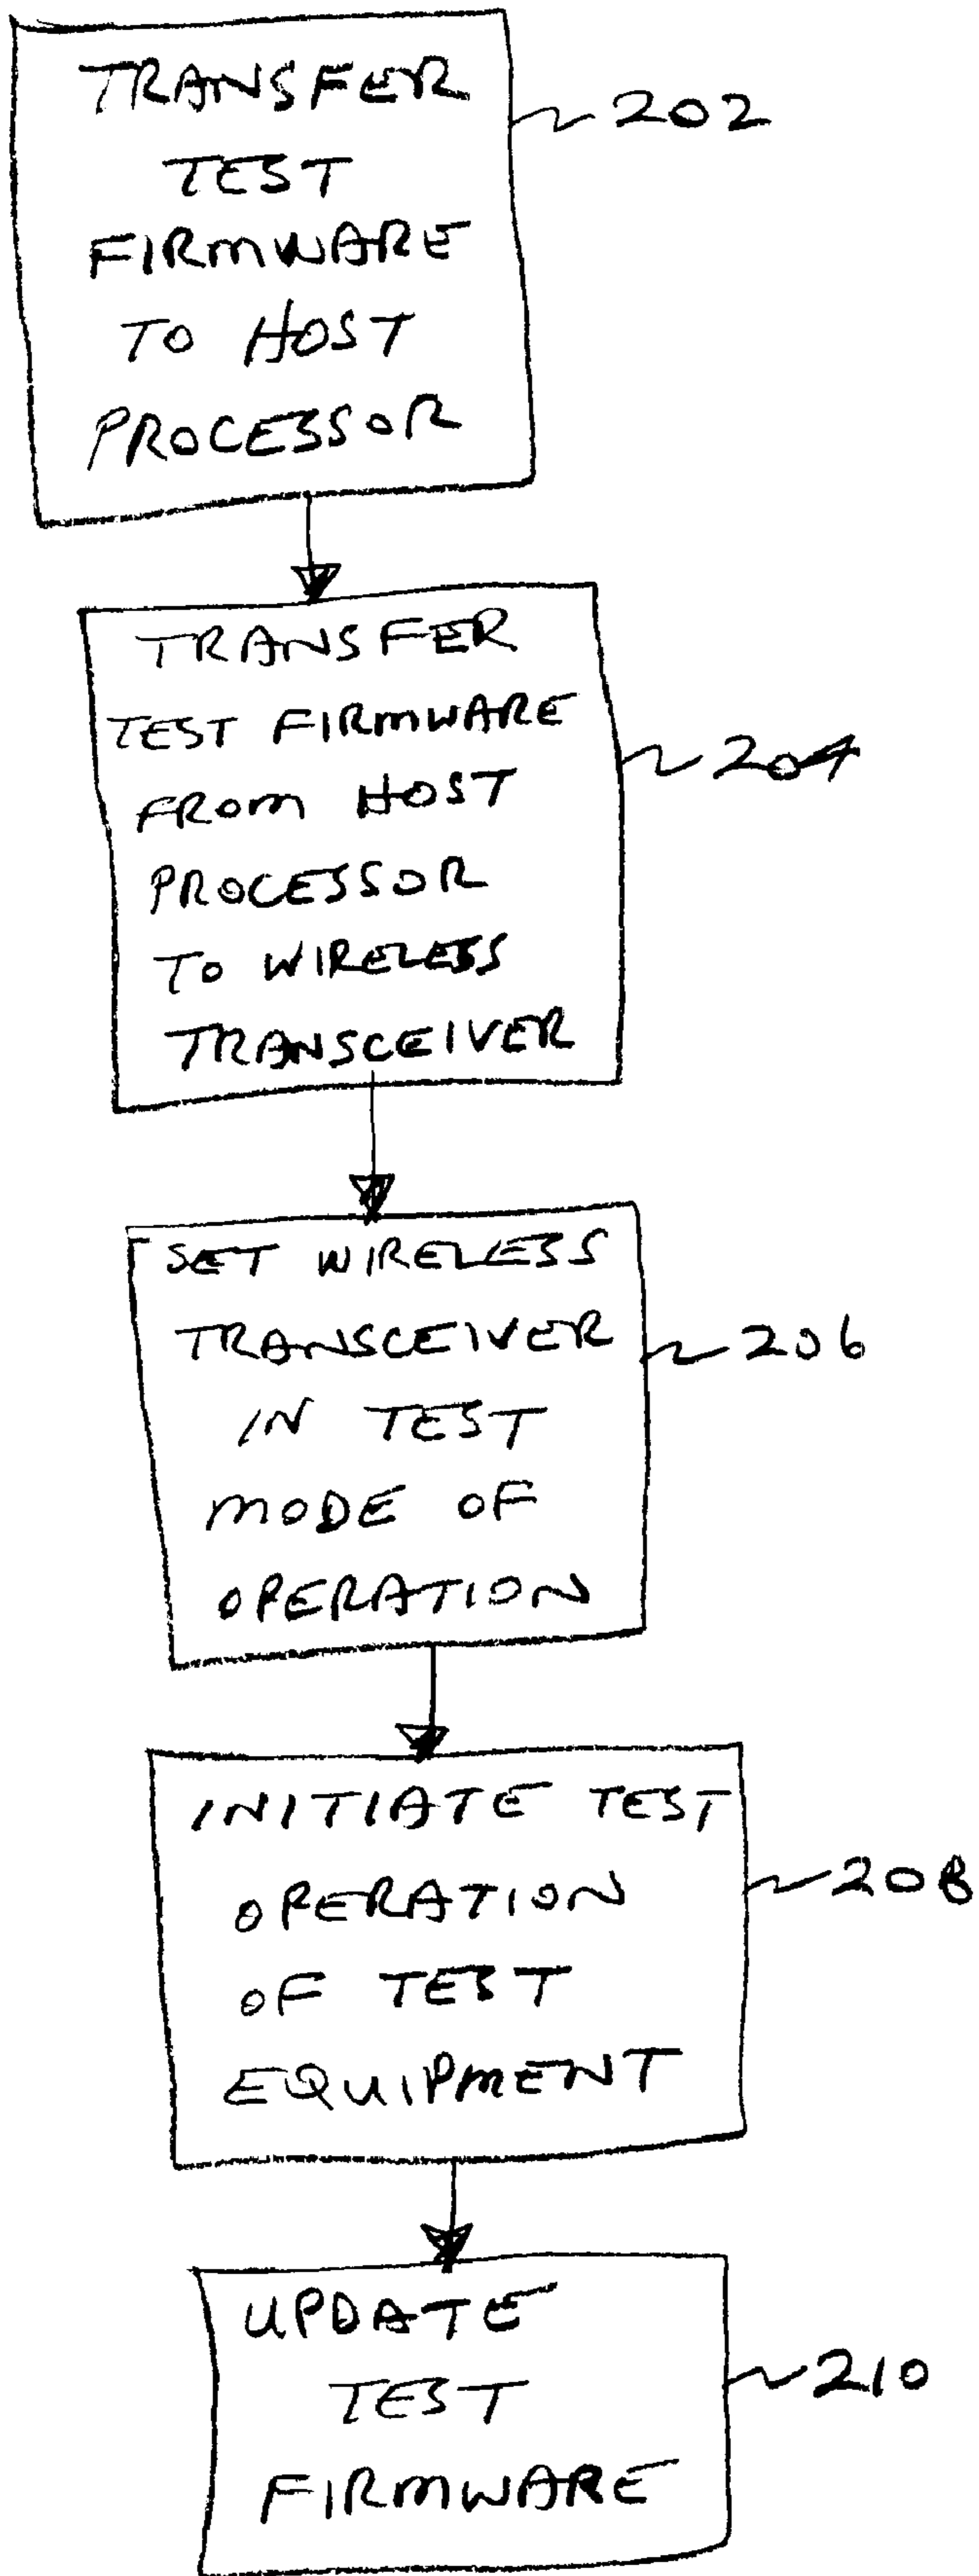 TRANSFER
TEST
FIRMWARE
TO HOST
PROCESSOR
202
TRANSFER
TEST FIRMWARE
FROM HOST
PROCESSOR
TO WIRELESS
TRANSCEIVER
204
SET WIRELESS
TRANSCEIVER
IN TEST
MODE OF
OPERATION
206
INITIATE TEST
OPERATION
OF TEST
EQUIPMENT
208
UPDATE
TEST
FIRMWARE
210